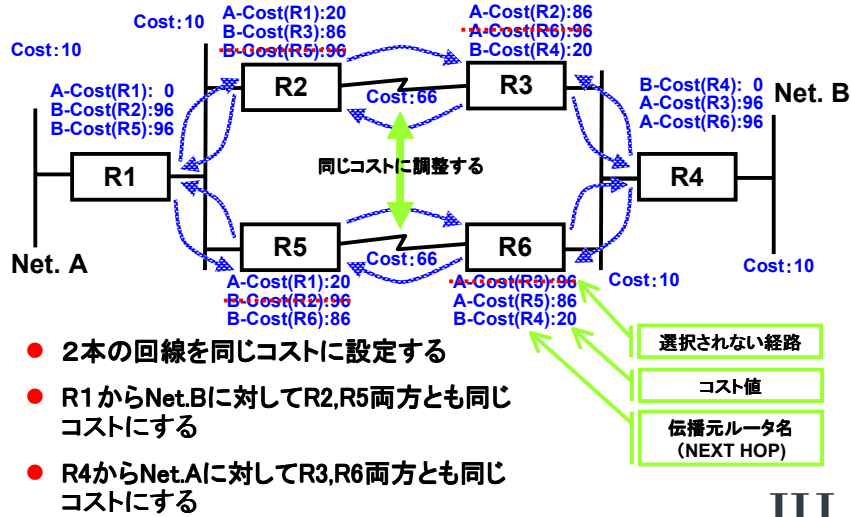 Cost:10
A-Cost(R1):20
B-Cost(R3):86
B-Cost(R5):96
A-Cost(R2):86
A-Cost(R6):96
B-Cost(R4):20
Cost:10
A-Cost(R1): 0
B-Cost(R2):96
B-Cost(R5):96
R2
Cost:66
R3
B-Cost(R4): 0
A-Cost(R3):96
A-Cost(R6):96
Net. B
R1
同じコストに調整する
R4
Net. A
R5
Cost:66
R6
Cost:10
Cost:10
A-Cost(R1):20
B-Cost(R2):96
B-Cost(R6):86
A-Cost(R3):96
A-Cost(R5):86
B-Cost(R4):20
選択されない経路
コスト値
伝播元ルータ名
(NEXT HOP)
● 2本の回線を同じコストに設定する
● R1からNet.Bに対してR2,R5両方とも同じ
コストにする
● R4からNet.Aに対してR3,R6両方とも同じ
コストにする